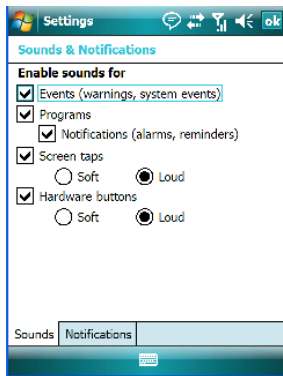 Settings ok
Sounds & Notifications
Enable sounds for
Events (warnings, system events)
Programs
Notifications (alarms, reminders)
Screen taps
Soft Loud
Hardware buttons
Soft Loud
Sounds Notifications